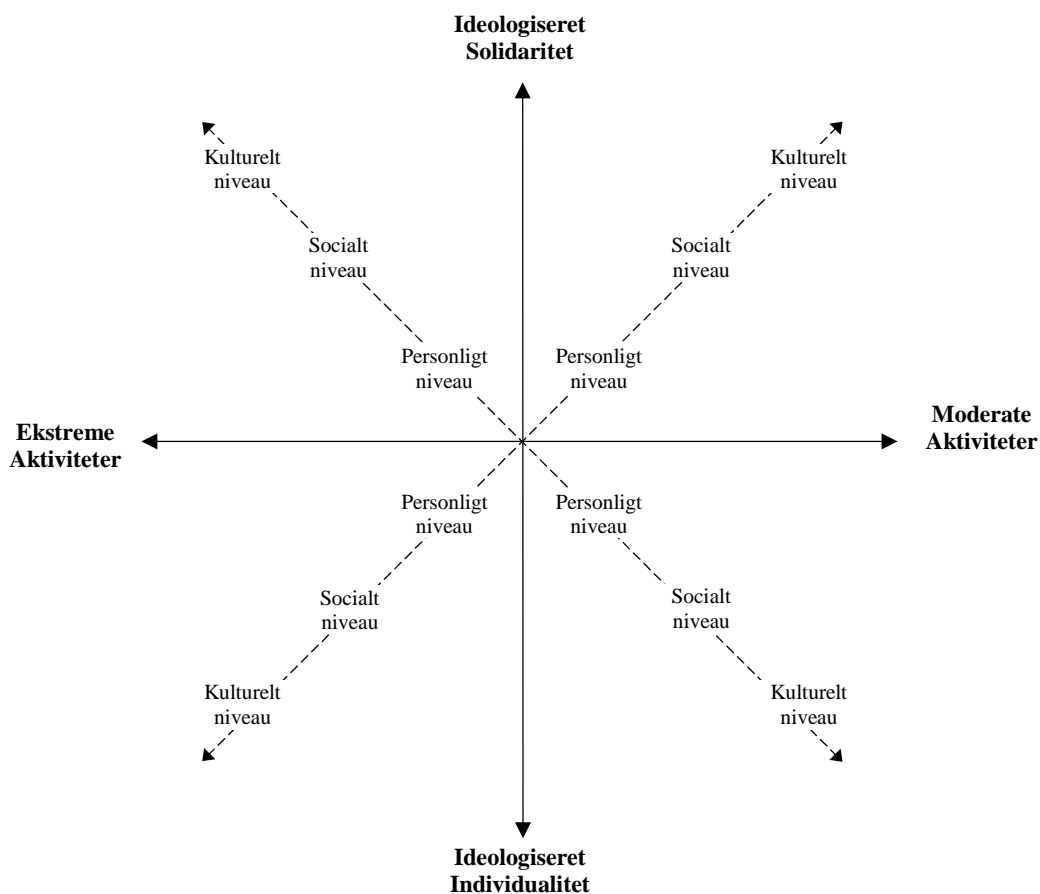 Ideologiseret
Solidaritet
Kulturelt
niveau
Kulturelt
niveau
Socialt
niveau
Socialt
niveau
Personligt
niveau
Personligt
niveau
Ekstreme
Aktiviteter
Moderate
Aktiviteter
Personligt
niveau
Personligt
niveau
Socialt
niveau
Socialt
niveau
Kulturelt
niveau
Kulturelt
niveau
Ideologiseret
Individualitet